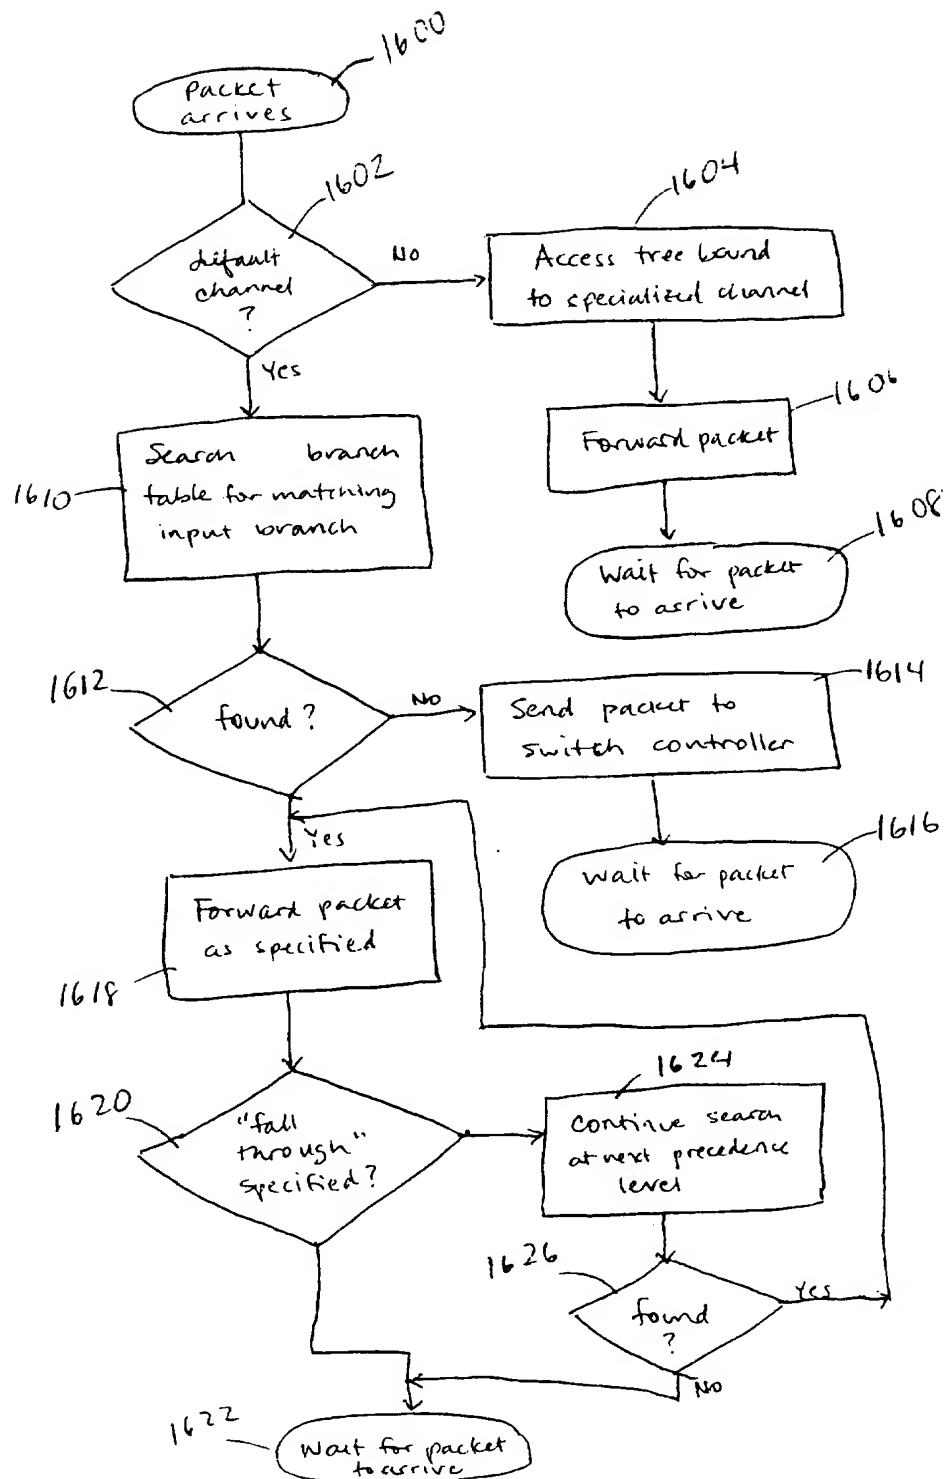 1600
Packet
arrives
1602
default
channel
?
No
1604
Access tree bound
to specialized channel
Yes
1606
Forward packet
1608
Wait for packet
to arrive
1610
Search branch
table for matching
input branch
1612
found?
No
1614
Send packet to
switch controller
1616
Wait for packet
to arrive
Yes
Forward packet
as specified
1618
1620
"fall
through"
specified?
1624
Continue search
at next precedence
level
1626
found
?
Yes
No
1622
Wait for packet
to arrive